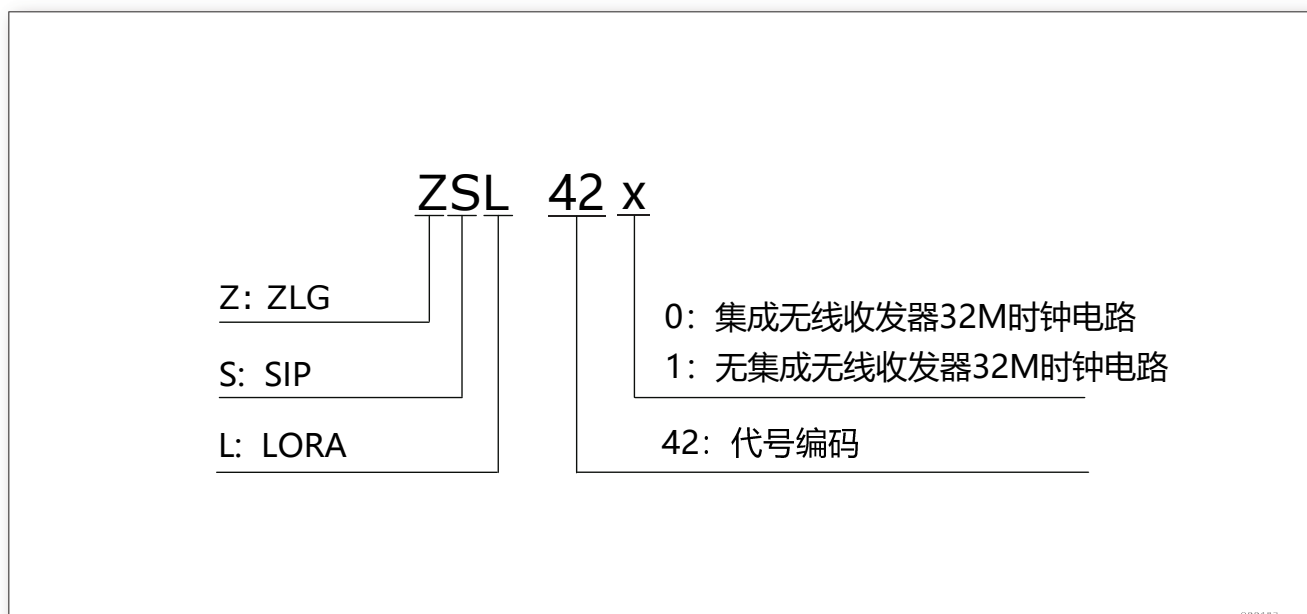 ZSL 42 x
Z: ZLG
S: SIP
L: LORA
0：集成无线收发器32M时钟电路
1：无集成无线收发器32M时钟电路
42：代号编码